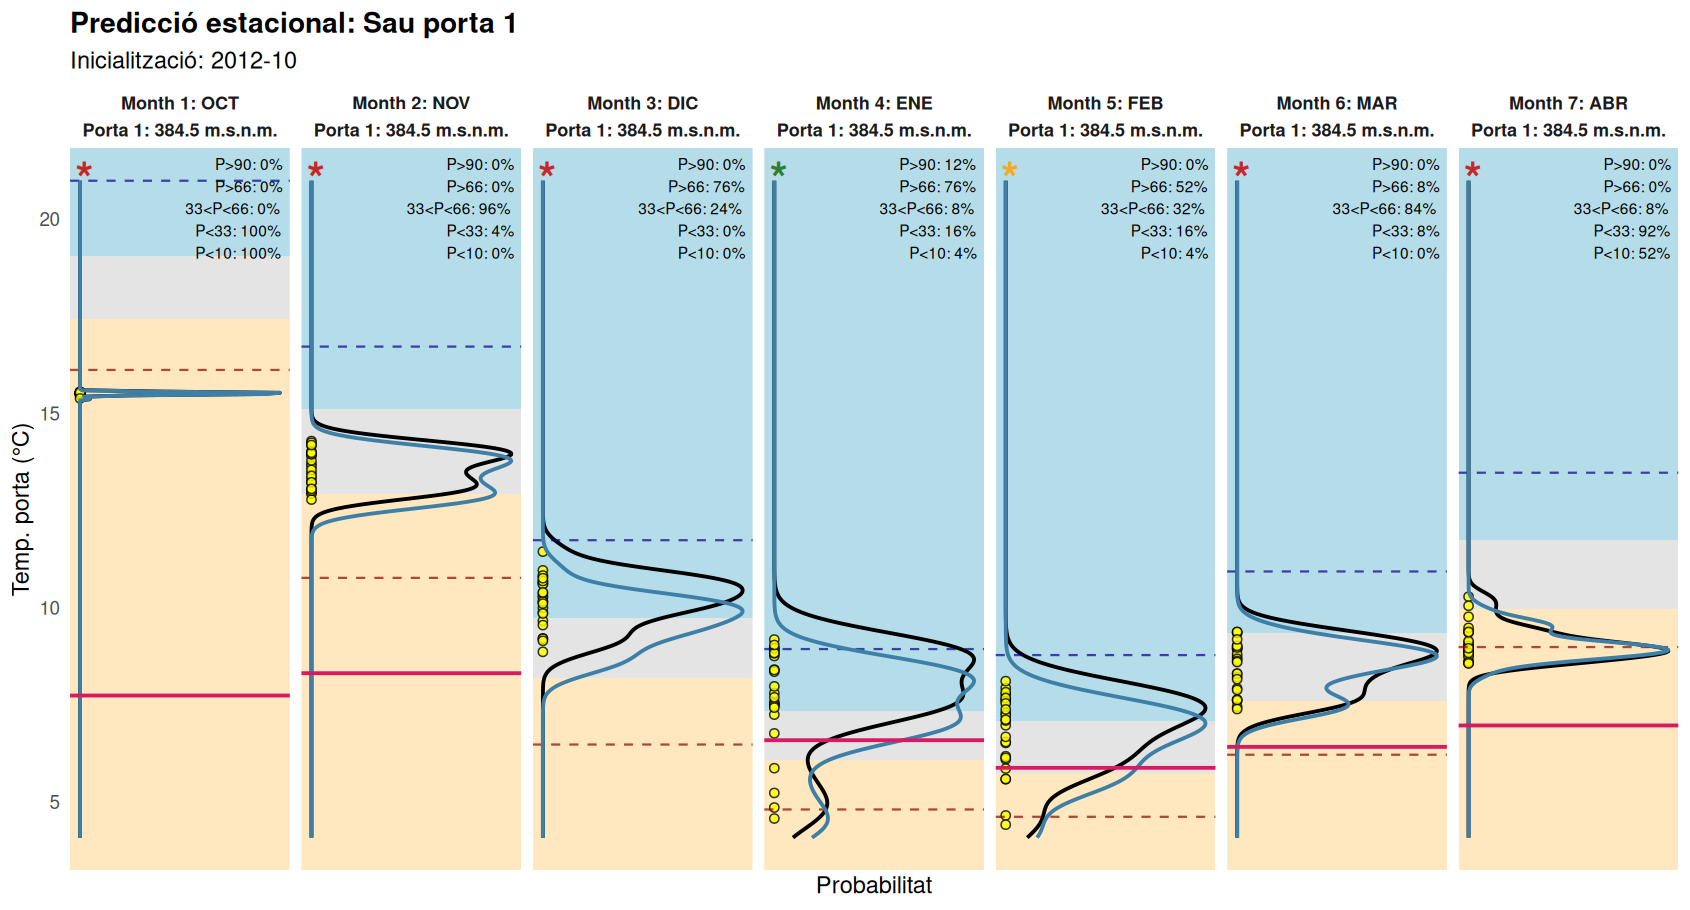 Predicció estacional: Sau porta 1
Inicialització: 2012-10
Month 1: OCT
Porta 1: 384.5 m.s.n.m.
Month 2: NOV
Porta 1: 384.5 m.s.n.m.
Month 3: DIC
Porta 1: 384.5 m.s.n.m.
Month 4: ENE
Porta 1: 384.5 m.s.n.m.
Month 5: FEB
Porta 1: 384.5 m.s.n.m.
Month 6: MAR
Porta 1: 384.5 m.s.n.m.
Month 7: ABR
Porta 1: 384.5 m.s.n.m.
*
P>90: 0%
P>66: 0%
33<P<66: 0%
P<33: 100%
P<10: 100%
*
P>90: 0%
P>66: 0%
33<P<66: 96%
P<33: 4%
P<10: 0%
*
P>90: 0%
P>66: 76%
33<P<66: 24%
P<33: 0%
P<10: 0%
*
P>90: 12%
P>66: 76%
33<P<66: 8%
P<33: 16%
P<10: 4%
*
P>90: 0%
P>66: 52%
33<P<66: 32%
P<33: 16%
P<10: 4%
*
P>90: 0%
P>66: 8%
33<P<66: 84%
P<33: 8%
P<10: 0%
*
P>90: 0%
P>66: 0%
33<P<66: 8%
P<33: 92%
P<10: 52%
20
15
10
5
Temp. porta (°C)
Probabilitat